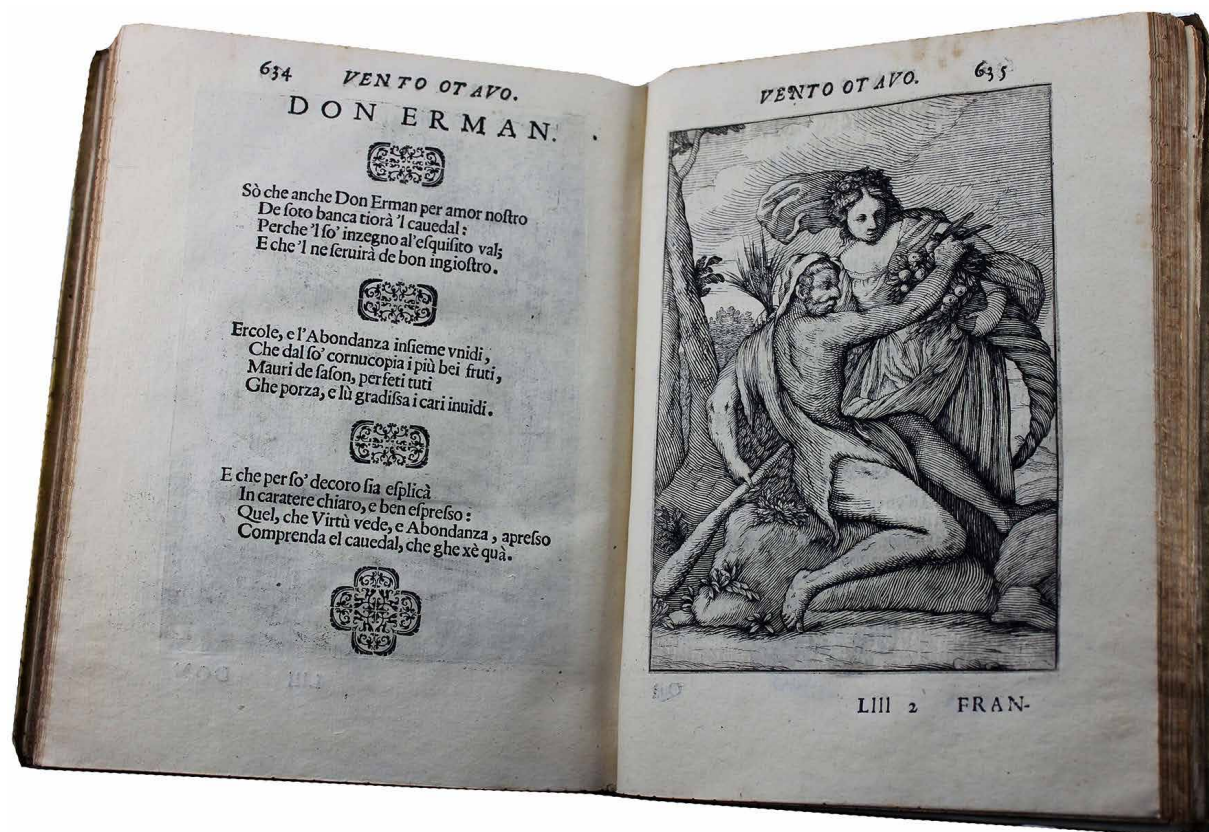 634 VENTO OTAVO.
DON ERMAN.
Sò che anche Don Erman per amor noſtro
De ſoto banca tiorà 'l cauedal:
Perche 'l ſo' inzegno al'eſquiſito val;
E che 'l ne ſeruirà de bon ingioſtro.
Ercole, e l'Abondanza inſieme vnidi,
Che dal ſo' cornucopia i più bei fruti,
Mauri de ſaſon, perfeti tuti
Ghe porza, e lù gradiſsa i cari inuidi.
E che per ſo' decoro ſia eſplicà
In caratere chiaro, e ben eſpreſso:
Quel, che Virtù vede, e Abondanza, apreſso
Comprenda el cauedal, che ghe xè quà.
VENTO OTAVO. 635
Llll 2 FRAN-